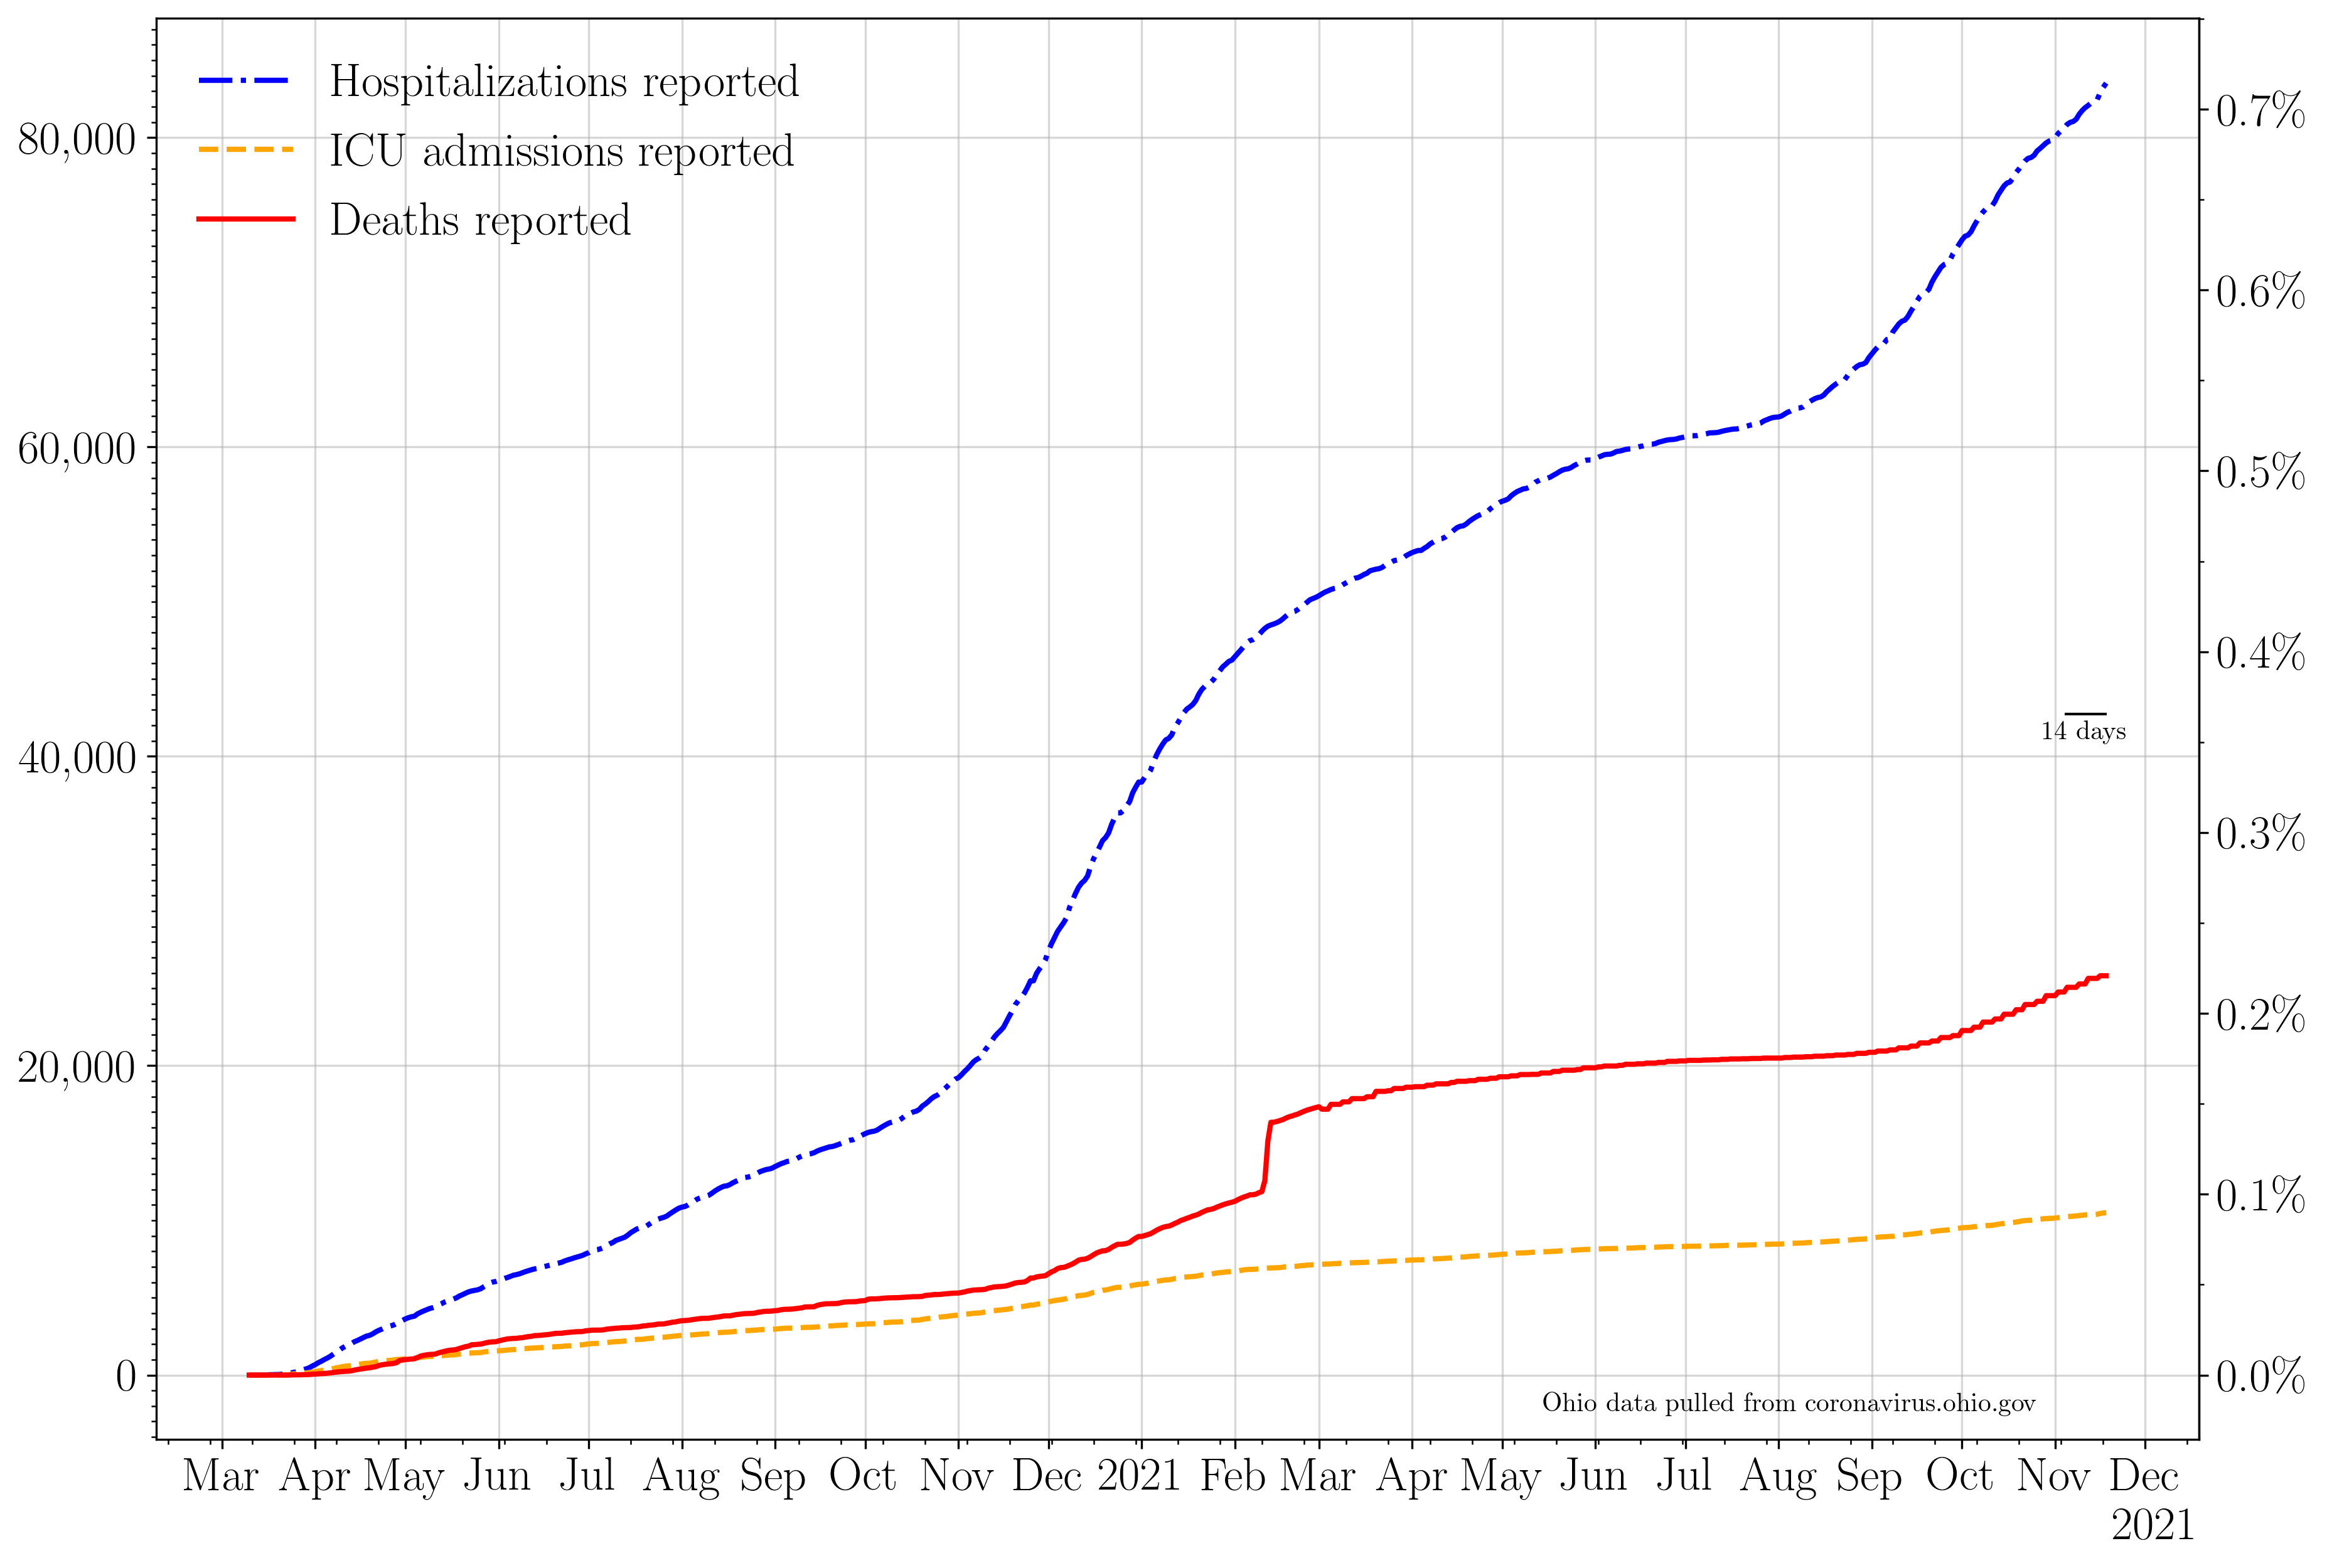 Hospitalizations reported
ICU admissions reported
Deaths reported
80,000
60,000
40,000
20,000
0
0.7%
0.6%
0.5%
0.4%
0.3%
0.2%
0.1%
0.0%
14 days
Ohio data pulled from coronavirus.ohio.gov
Mar Apr May Jun Jul Aug Sep Oct Nov Dec 2021 Feb Mar Apr May Jun Jul Aug Sep Oct Nov Dec
2021